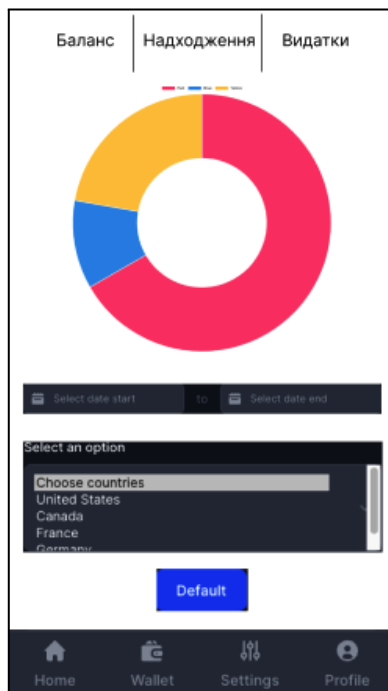 Баланс Надходження Видатки
Select date start to Select date end
Select an option
Choose countries
United States
Canada
France
Germany
Default
Home Wallet Settings Profile